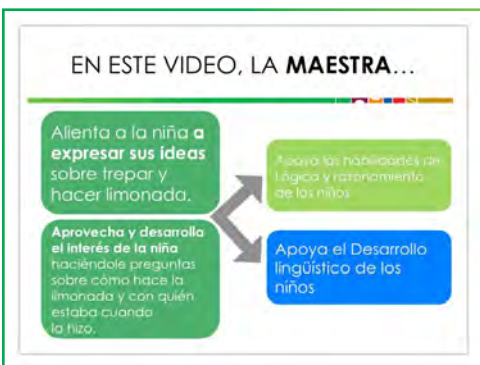 EN ESTE VIDEO, LA MAESTRA...
Alienta a la niña a
expresar sus ideas
sobre trepar y
hacer limonada.
Aprovecha y desarrolla
el interés de la niña
haciéndole preguntas
sobre cómo hace la
limonada y con quién
estaba cuando
la hizo.
Apoya las habilidades de
Lógica y razonamiento
de los niños
Apoya el Desarrollo
lingüístico de los
niños